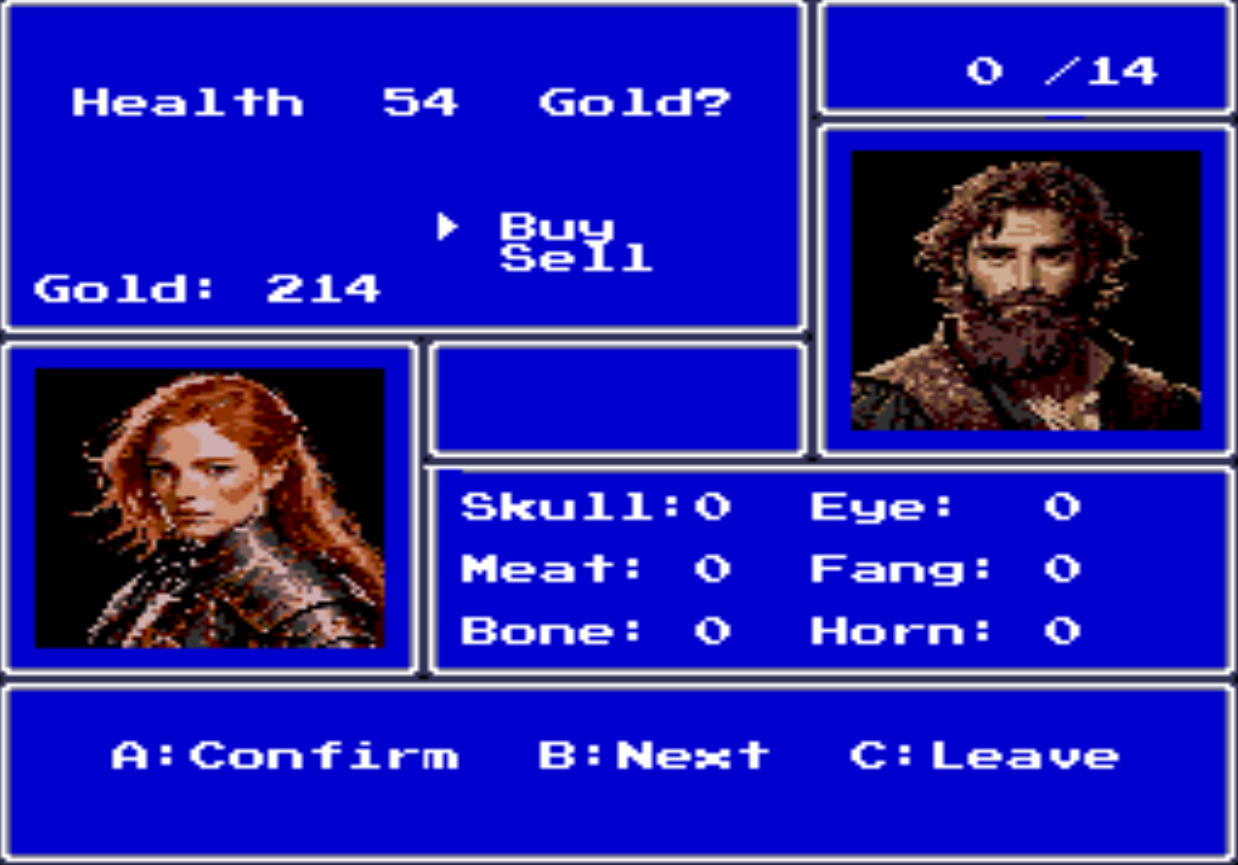 Health 54 Gold?
0 /14
Buy
Sell
Gold: 214
Skull:0 Eye: 0
Meat: 0 Fang: 0
Bone: 0 Horn: 0
A:Confirm B:Next C:Leave